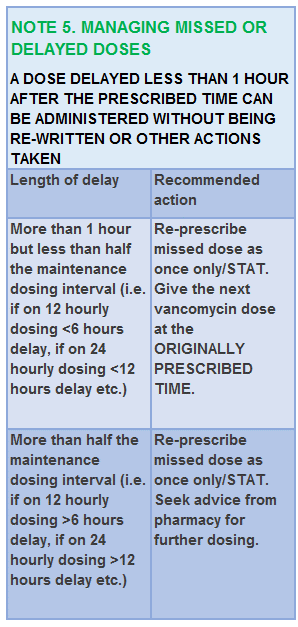 NOTE 5. MANAGING MISSED OR
DELAYED DOSES
A DOSE DELAYED LESS THAN 1 HOUR
AFTER THE PRESCRIBED TIME CAN
BE ADMINISTERED WITHOUT BEING
RE-WRITTEN OR OTHER ACTIONS
TAKEN
Length of delay
Recommended
action
More than 1 hour
but less than half
the maintenance
dosing interval (i.e.
if on 12 hourly
dosing <6 hours
delay, if on 24
hourly dosing <12
hours delay etc.)
Re-prescribe
missed dose as
once only/STAT.
Give the next
vancomycin dose
at the
ORIGINALLY
PRESCRIBED
TIME.
More than half the
maintenance
dosing interval (i.e.
if on 12 hourly
dosing >6 hours
delay, if on 24
hourly dosing >12
hours delay etc.)
Re-prescribe
missed dose as
once only/STAT.
Seek advice from
pharmacy for
further dosing.